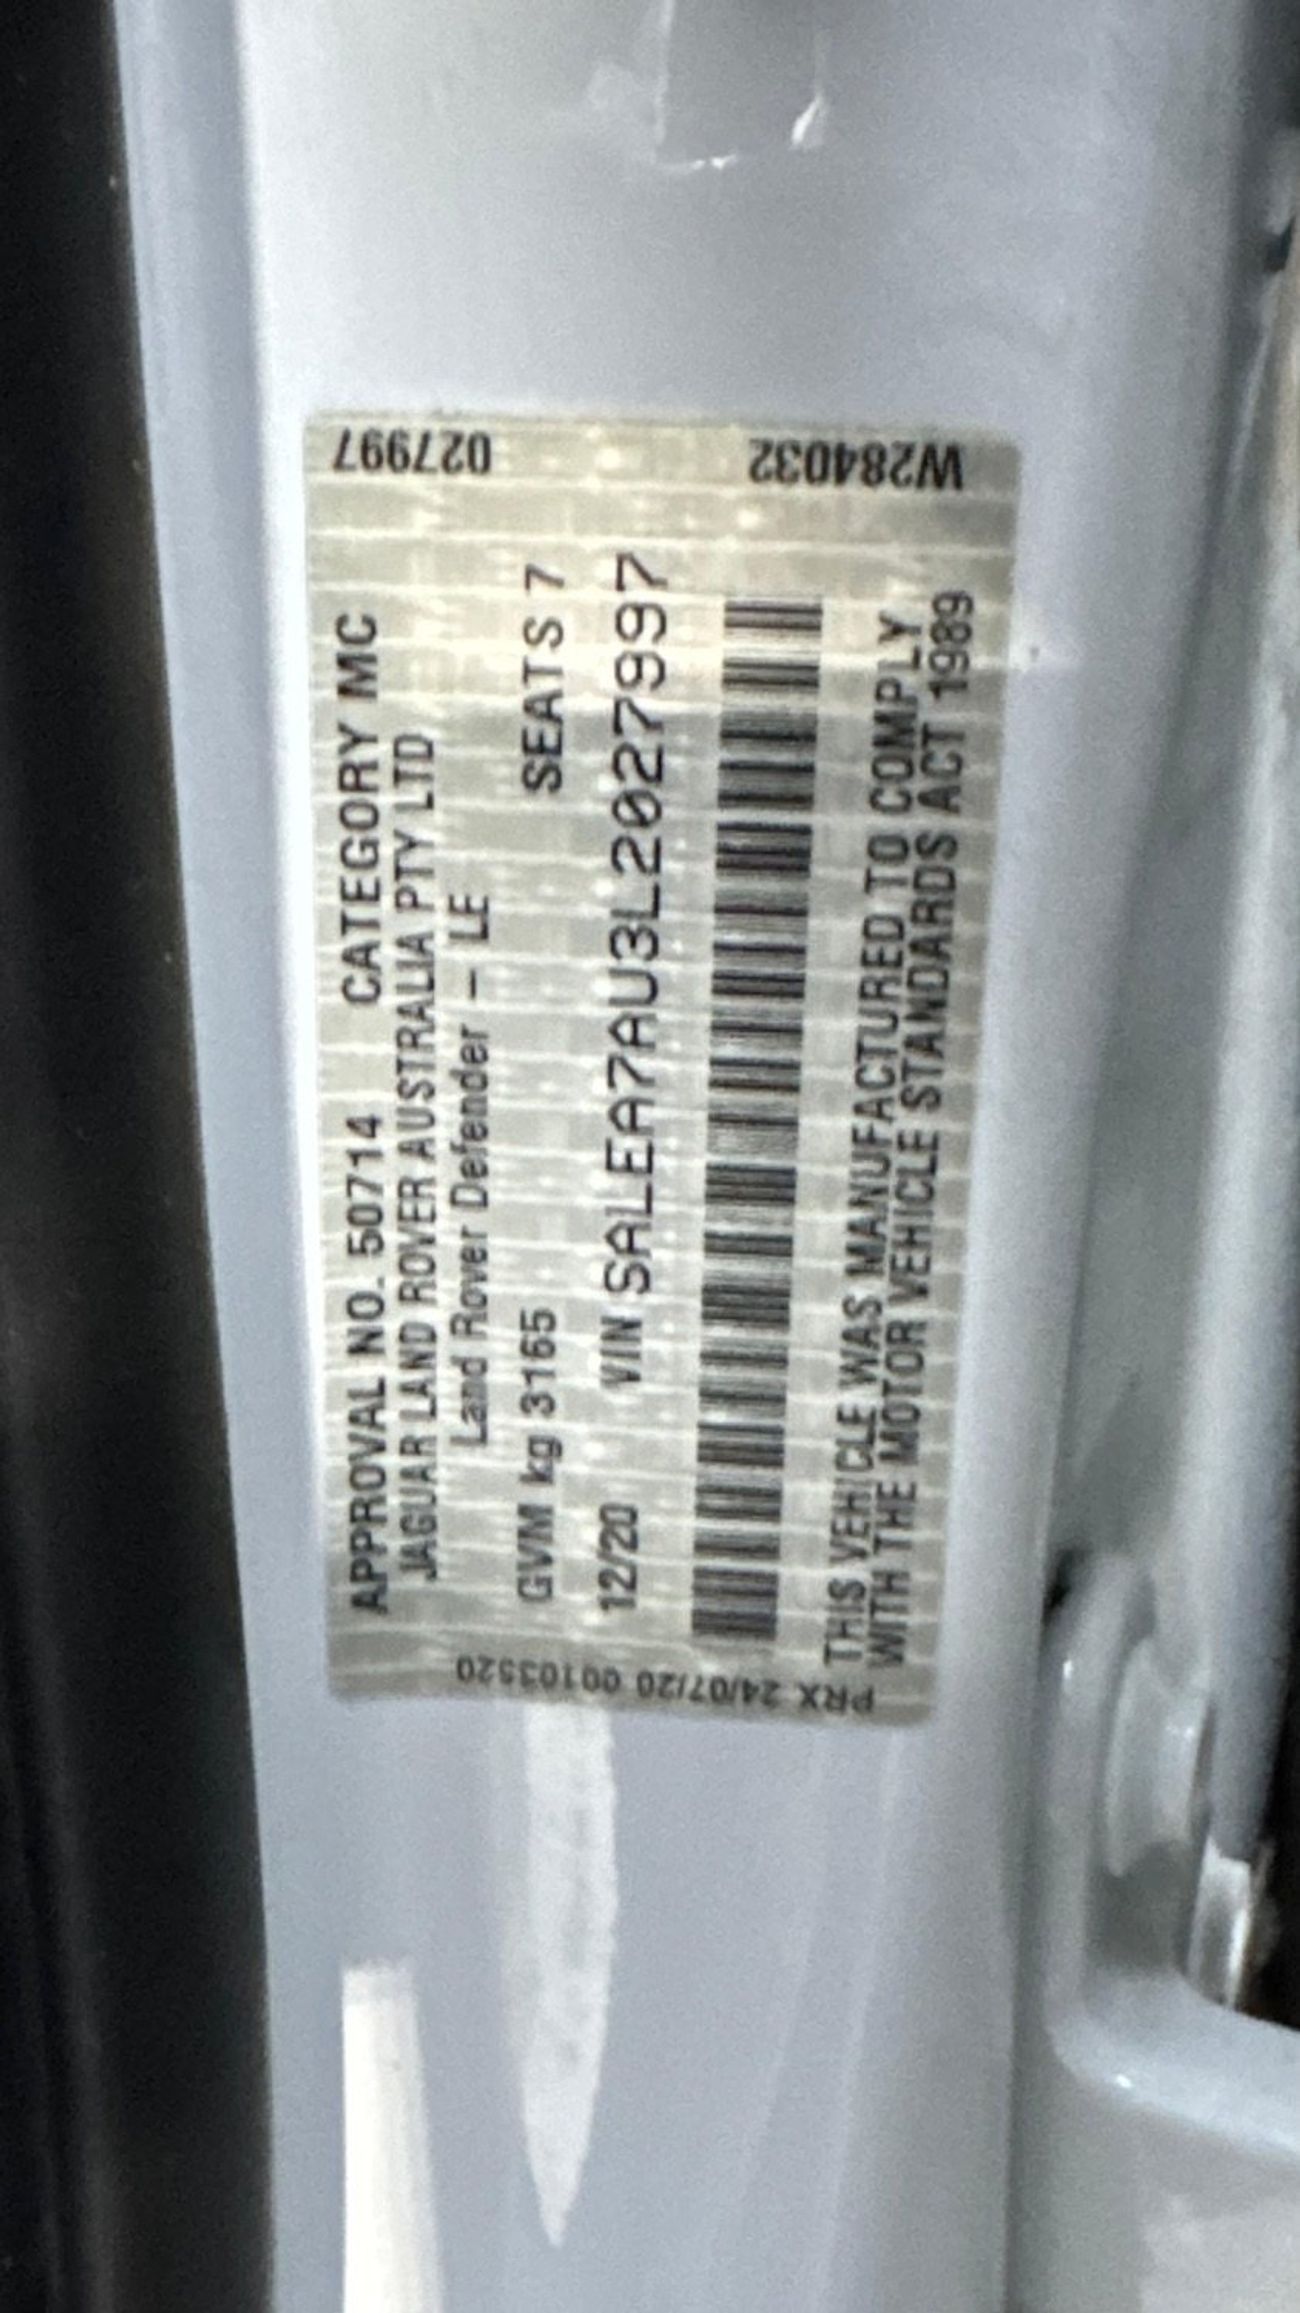 APPROVAL NO. 50714 CATEGORY MC
JAGUAR LAND ROVER AUSTRALIA PTY LTD
Land Rover Defender - LE
GVM kg 3165 SEATS 7
12/20 VIN SALEA7AU3L2027997
THIS VEHICLE WAS MANUFACTURED TO COMPLY
WITH THE MOTOR VEHICLE STANDARDS ACT 1989
PRX 24/07/20 00103520
W284032 027997